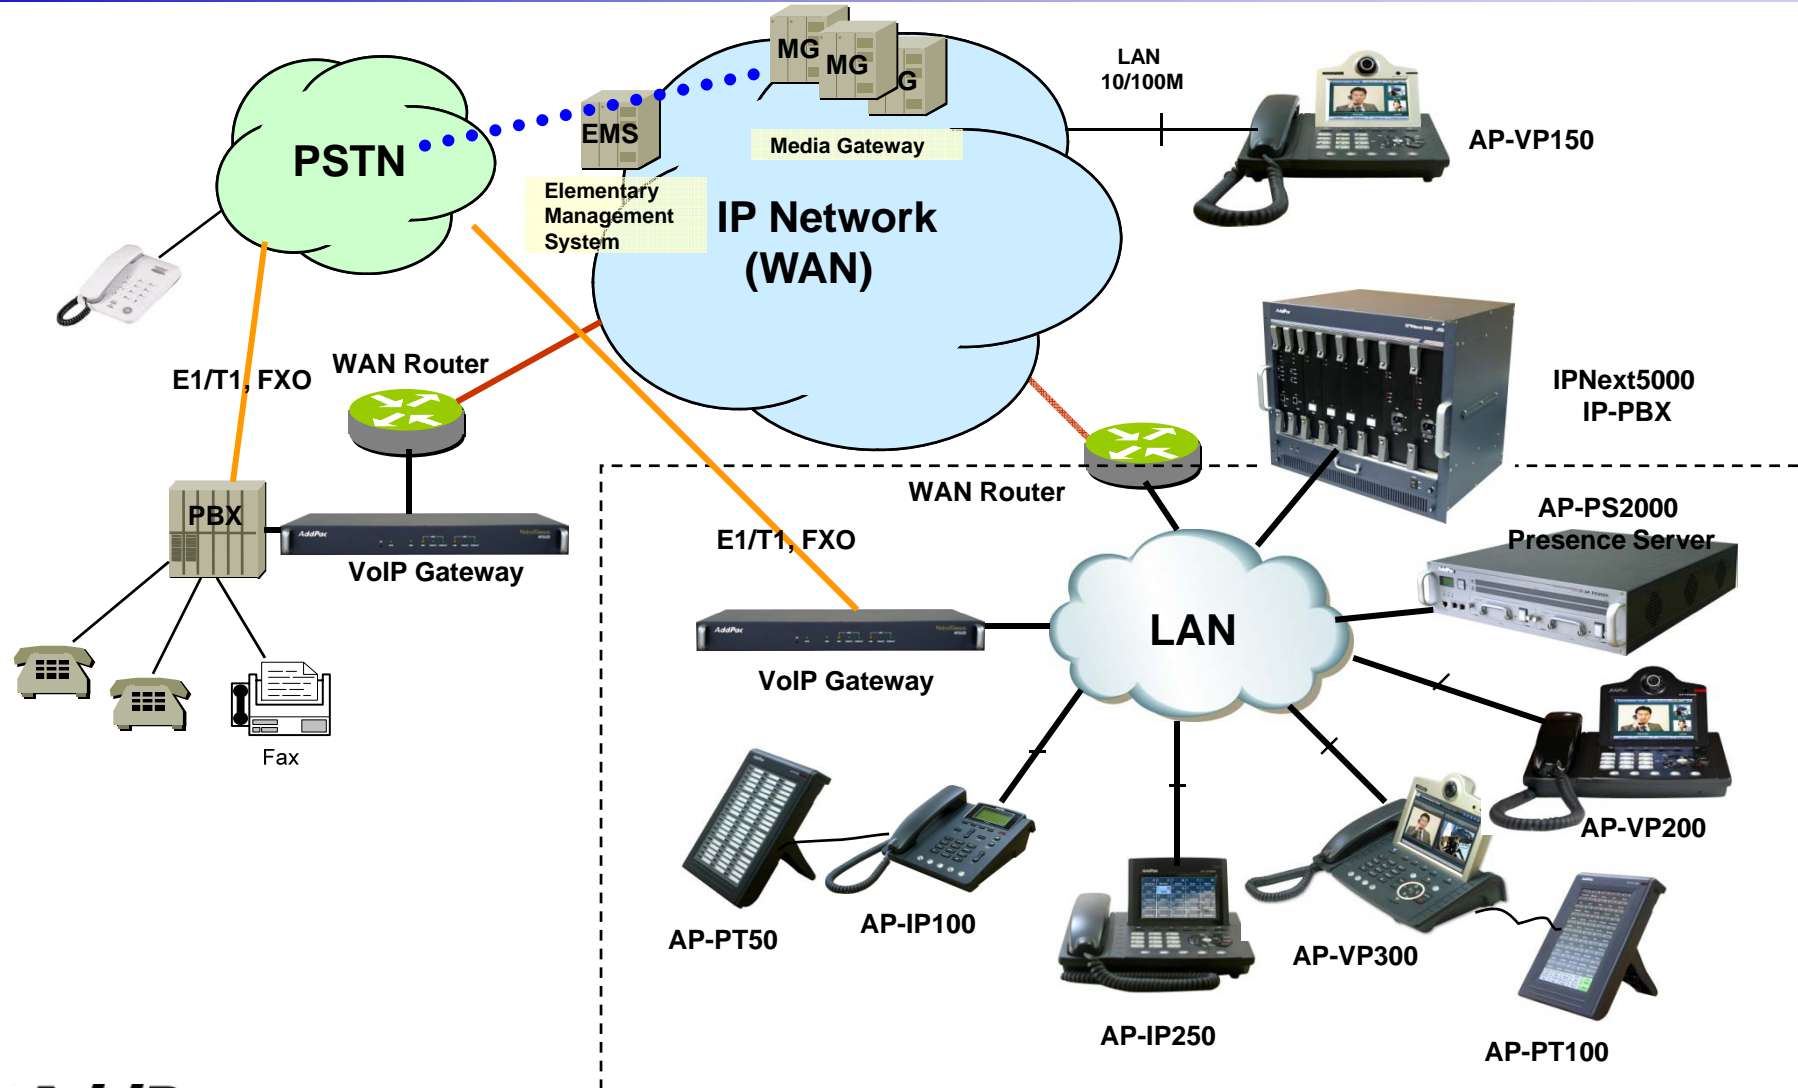 MG
MG
G
EMS
PSTN
Media Gateway
Elementary
Management
System
IP Network
(WAN)
LAN
10/100M
AP-VP150
WAN Router
E1/T1, FXO
IPNext5000
IP-PBX
WAN Router
AP-PS2000
Presence Server
PBX
AddPac
VoIP Gateway
E1/T1, FXO
AddPac
VoIP Gateway
LAN
Fax
AP-VP200
AP-PT50
AP-IP100
AP-VP300
AP-IP250
AP-PT100